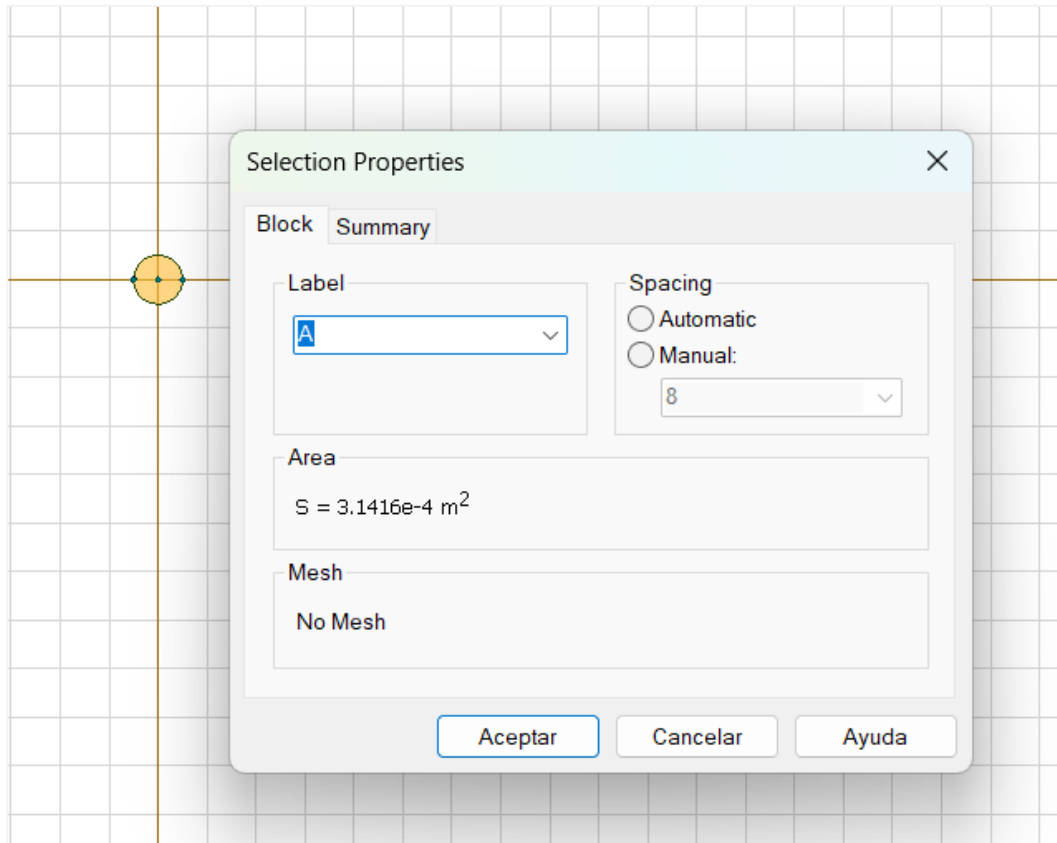 Selection Properties
Block Summary
Label
A
Spacing
Automatic
Manual:
8
Area
S = 3.1416e-4 m²
Mesh
No Mesh
Aceptar Cancelar Ayuda